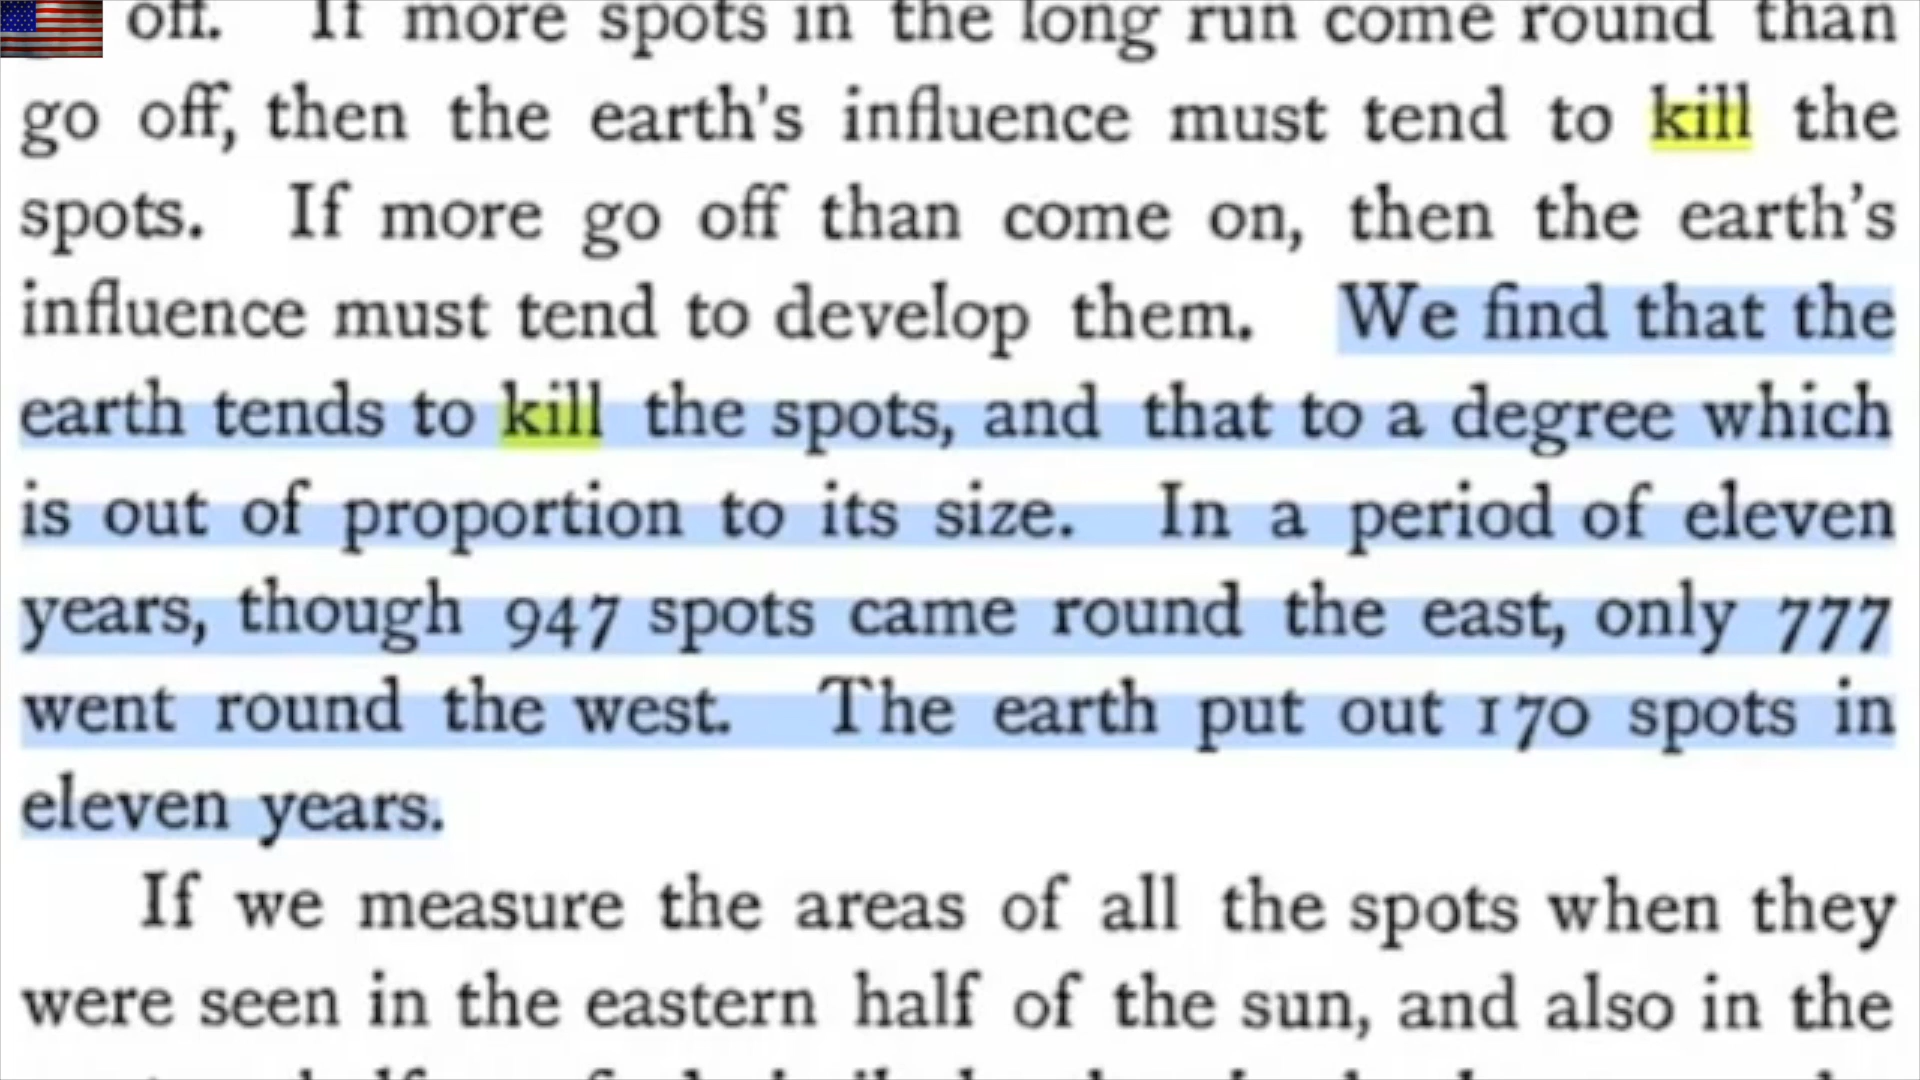 off. If more spots in the long run come round than
go off, then the earth's influence must tend to kill the
spots. If more go off than come on, then the earth's
influence must tend to develop them. We find that the
earth tends to kill the spots, and that to a degree which
is out of proportion to its size. In a period of eleven
years, though 947 spots came round the east, only 777
went round the west. The earth put out 170 spots in
eleven years.
If we measure the areas of all the spots when they
were seen in the eastern half of the sun, and also in the